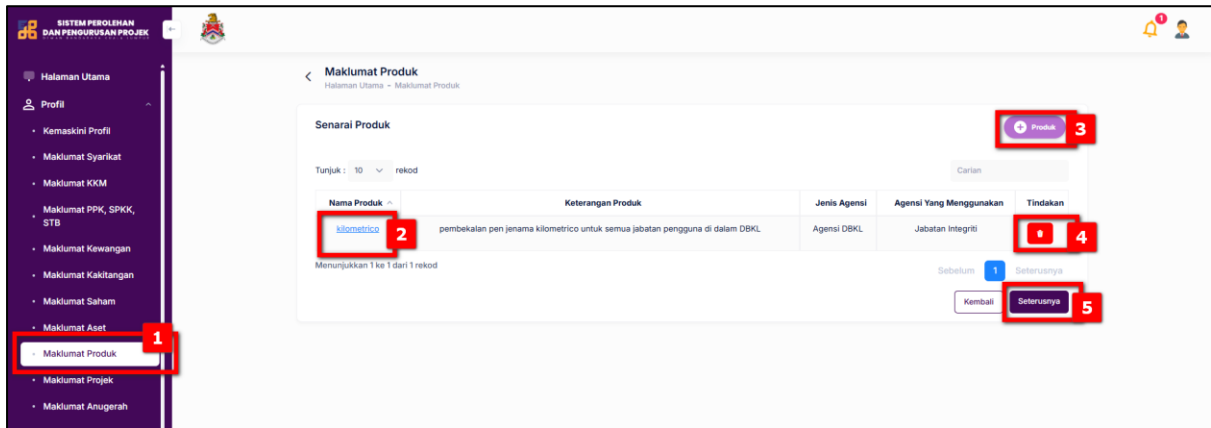 SISTEM PEROLEHAN
DAN PENGURUSAN PROJEK
1
Halaman Utama
Profil
Kemaskini Profil
Maklumat Syarikat
Maklumat KKM
Maklumat PPK, SPKK,
STB
Maklumat Kewangan
Maklumat Kakitangan
Maklumat Saham
Maklumat Aset
1
Maklumat Produk
Maklumat Projek
Maklumat Anugerah
Maklumat Produk
Halaman Utama - Maklumat Produk
Senarai Produk
Produk 3
Tunjuk : 10 rekod
Carian
Nama Produk Keterangan Produk Jenis Agensi Agensi Yang Menggunakan Tindakan
kilometrico 2 pembekalan pen jenama kilometrico untuk semua jabatan pengguna di dalam DBKL Agensi DBKL Jabatan Integriti 4
Menunjukkan 1 ke 1 dari 1 rekod
Sebelum 1 Seterusnya
Kembali Seterusnya 5